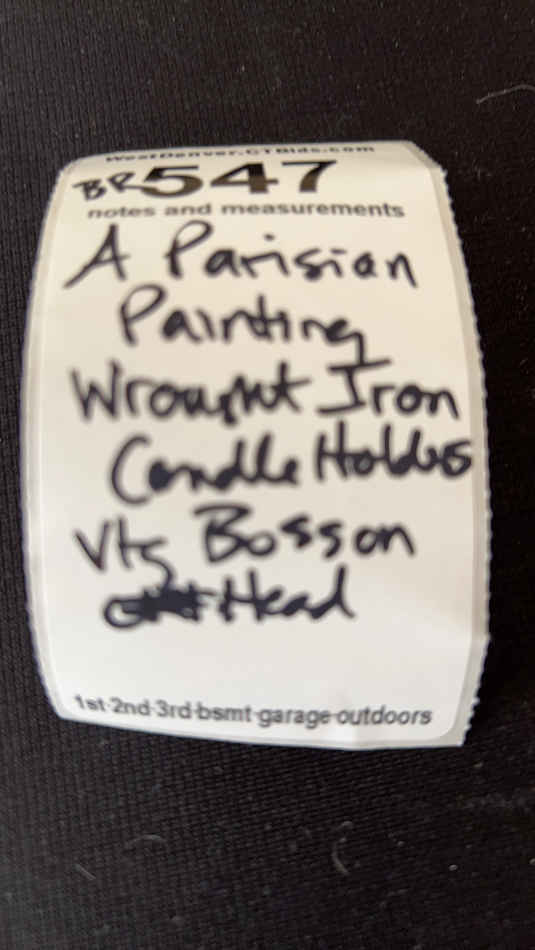 WestDenver.CTBids.com
BR547
notes and measurements
A Parisian
Painting
Wrought Iron
Candle Holders
Vtg Bosson
Head
1st-2nd-3rd-bsmt-garage-outdoors